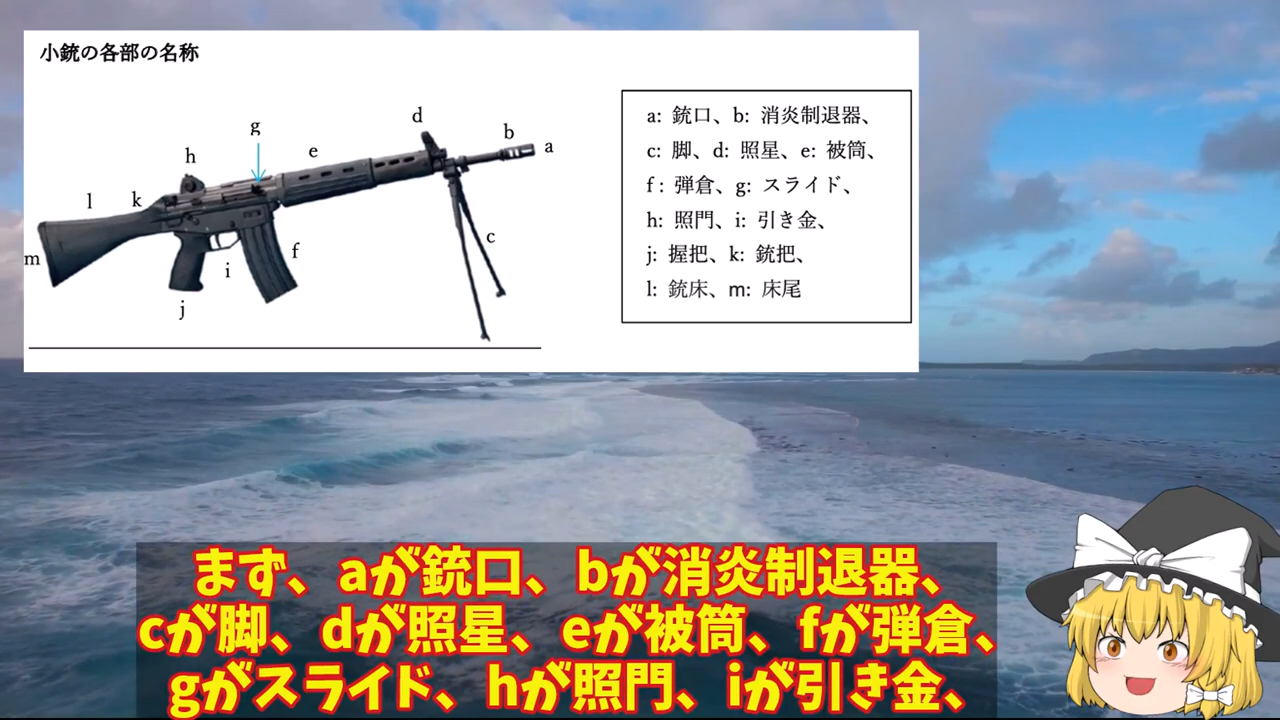 小銃の各部の名称
g
d
b
a
h
e
l
k
m
f
c
i
j
a: 銃口、b: 消炎制退器、
c: 脚、d: 照星、e: 被筒、
f : 弾倉、g: スライド、
h: 照門、i: 引き金、
j: 握把、k: 銃把、
l: 銃床、m: 床尾
まず、aが銃口、bが消炎制退器、
cが脚、dが照星、eが被筒、fが弾倉、
gがスライド、hが照門、iが引き金、